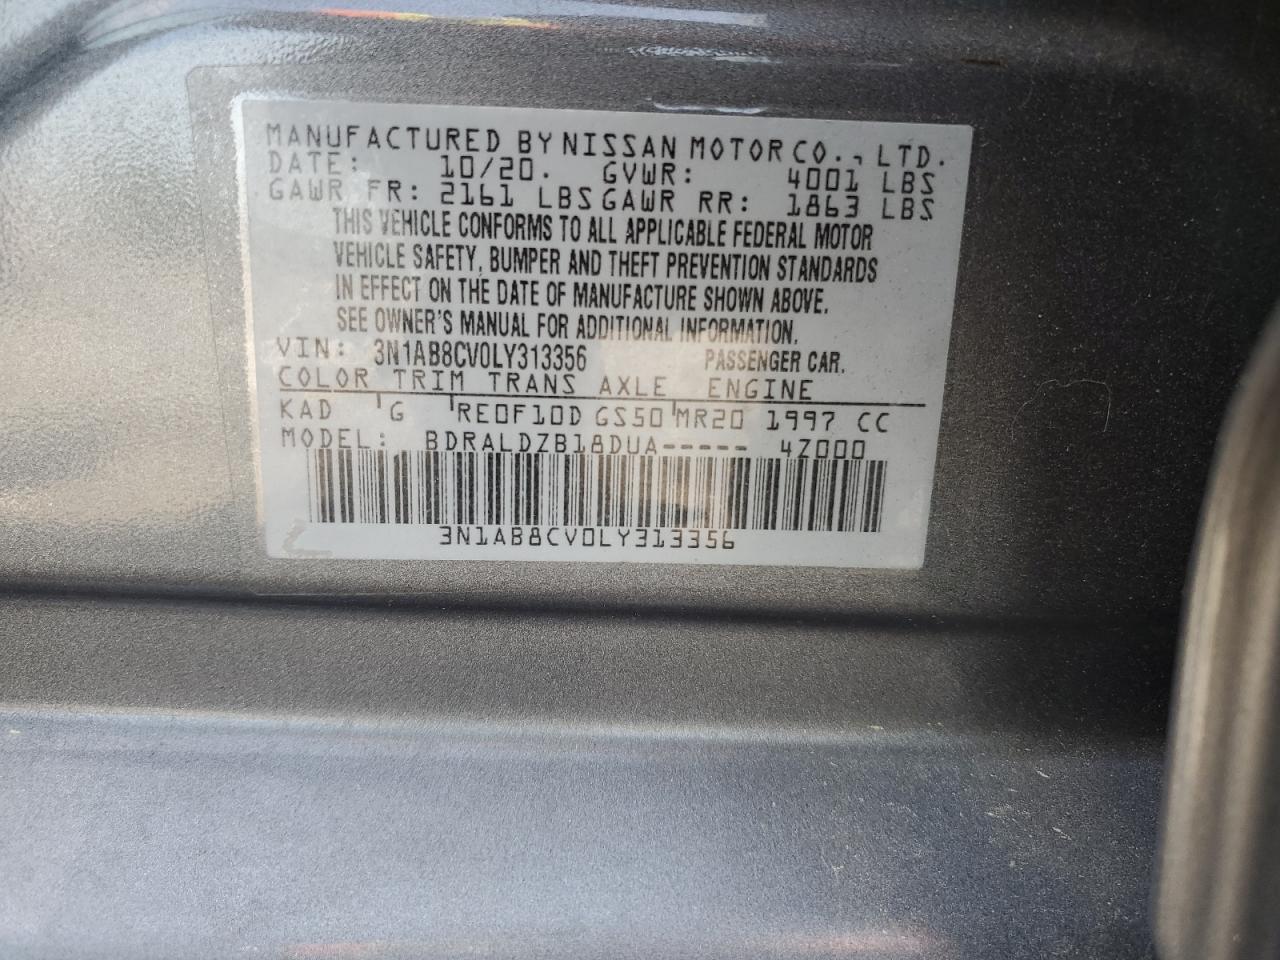 MANUFACTURED BY NISSAN MOTOR CO., LTD.
DATE: 10/20. GVWR: 4001 LBS
GAWR FR: 2161 LBS GAWR RR: 1863 LBS
THIS VEHICLE CONFORMS TO ALL APPLICABLE FEDERAL MOTOR
VEHICLE SAFETY, BUMPER AND THEFT PREVENTION STANDARDS
IN EFFECT ON THE DATE OF MANUFACTURE SHOWN ABOVE.
SEE OWNER'S MANUAL FOR ADDITIONAL INFORMATION.
VIN: 3N1AB8CV0LY313356 PASSENGER CAR.
COLOR TRIM TRANS AXLE ENGINE
KAD G RE0F10D GS50 MR20 1997 CC
MODEL: BDRALDZB18DUA----- 4Z000
3N1AB8CV0LY313356